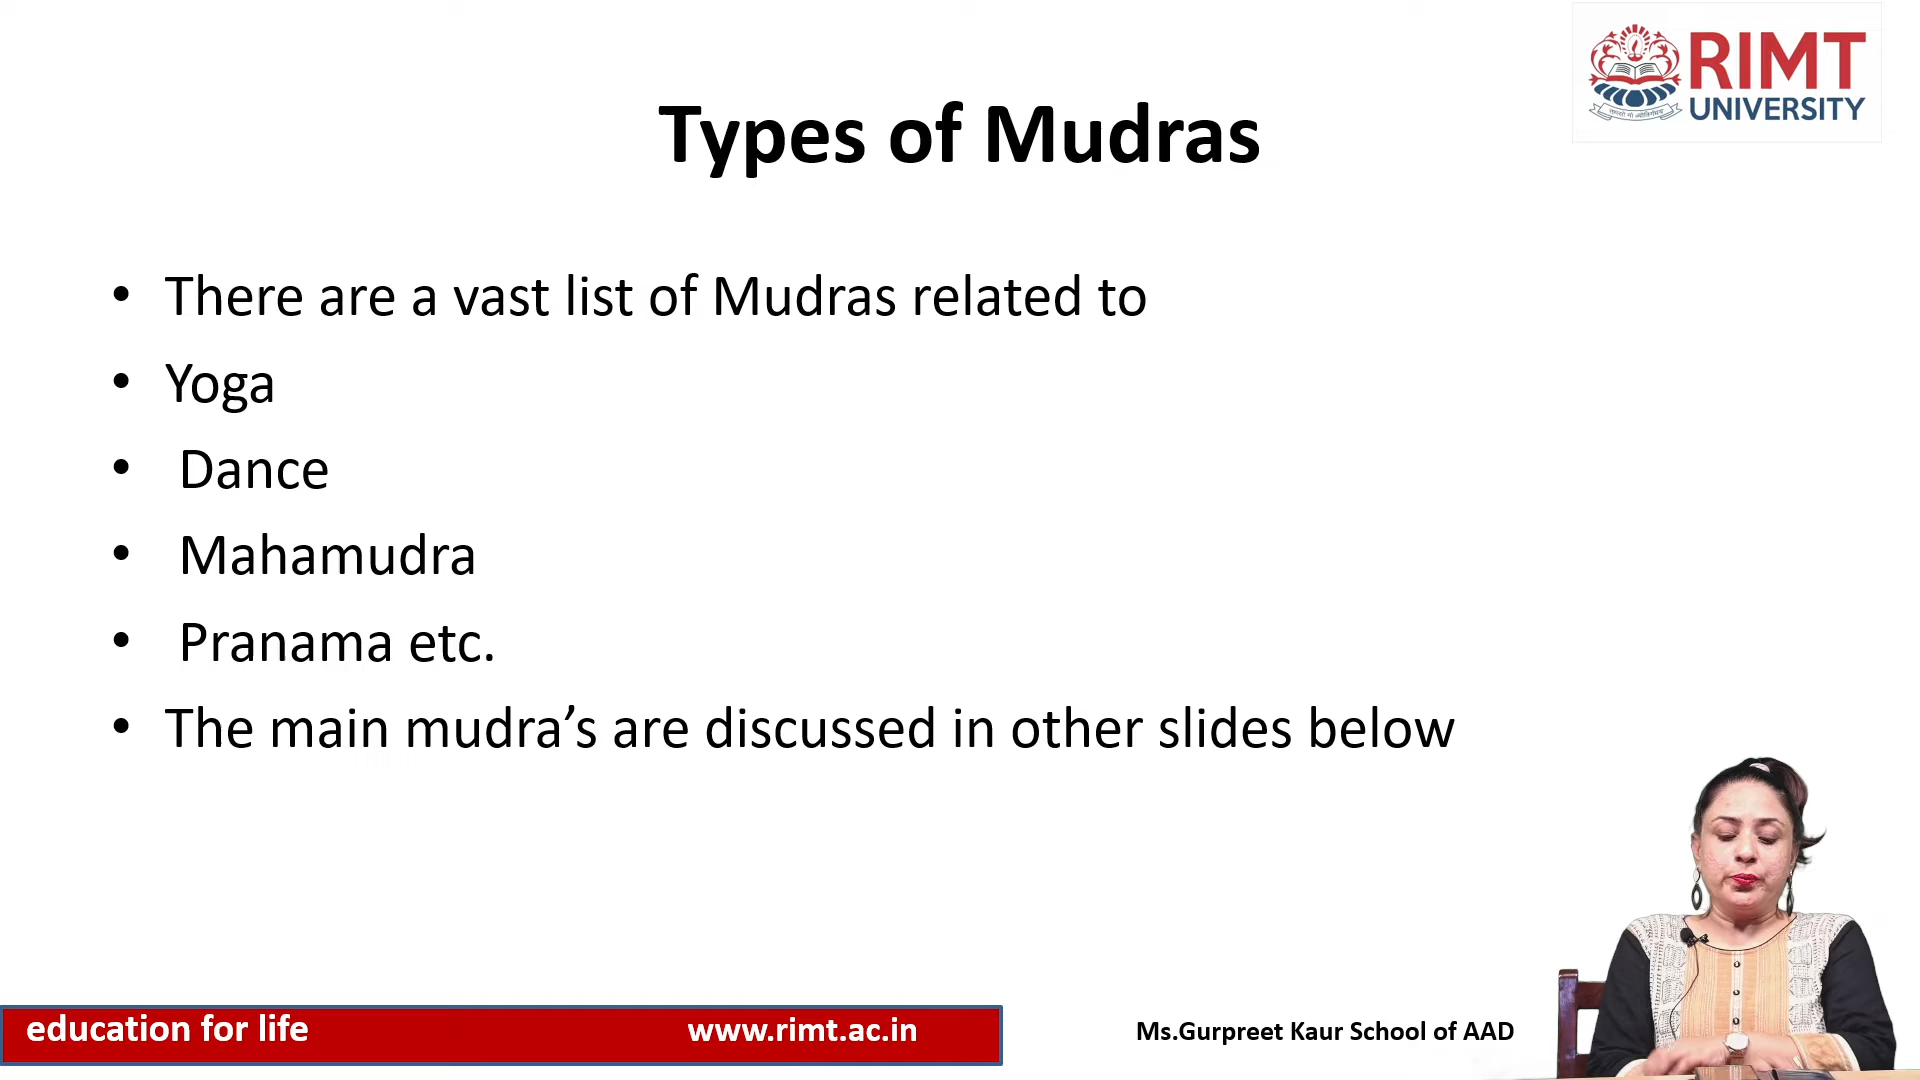 RIMT
UNIVERSITY
Types of Mudras
• There are a vast list of Mudras related to
• Yoga
• Dance
• Mahamudra
• Pranama etc.
• The main mudra’s are discussed in other slides below
education for life
www.rimt.ac.in
Ms.Gurpreet Kaur School of AAD